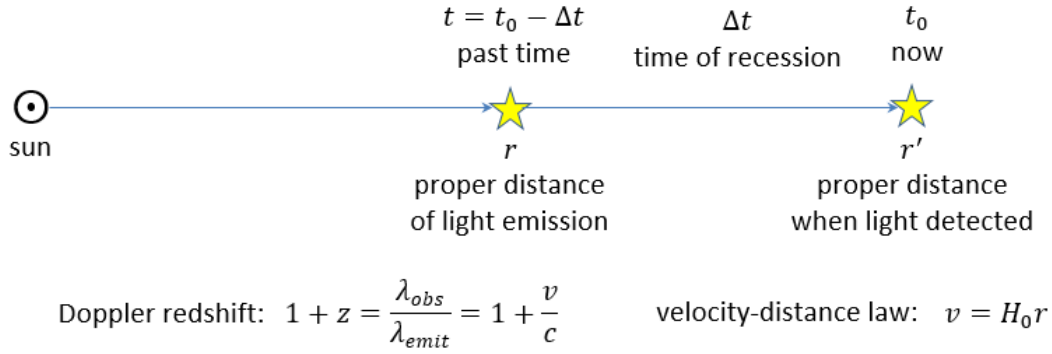 t = t₀ − Δt    Δt    t₀
past time    time of recession    now
sun    r    r′
proper distance    proper distance
of light emission    when light detected
Doppler redshift: 1 + z = λ_obs / λ_emit = 1 + v / c    velocity-distance law: v = H₀r